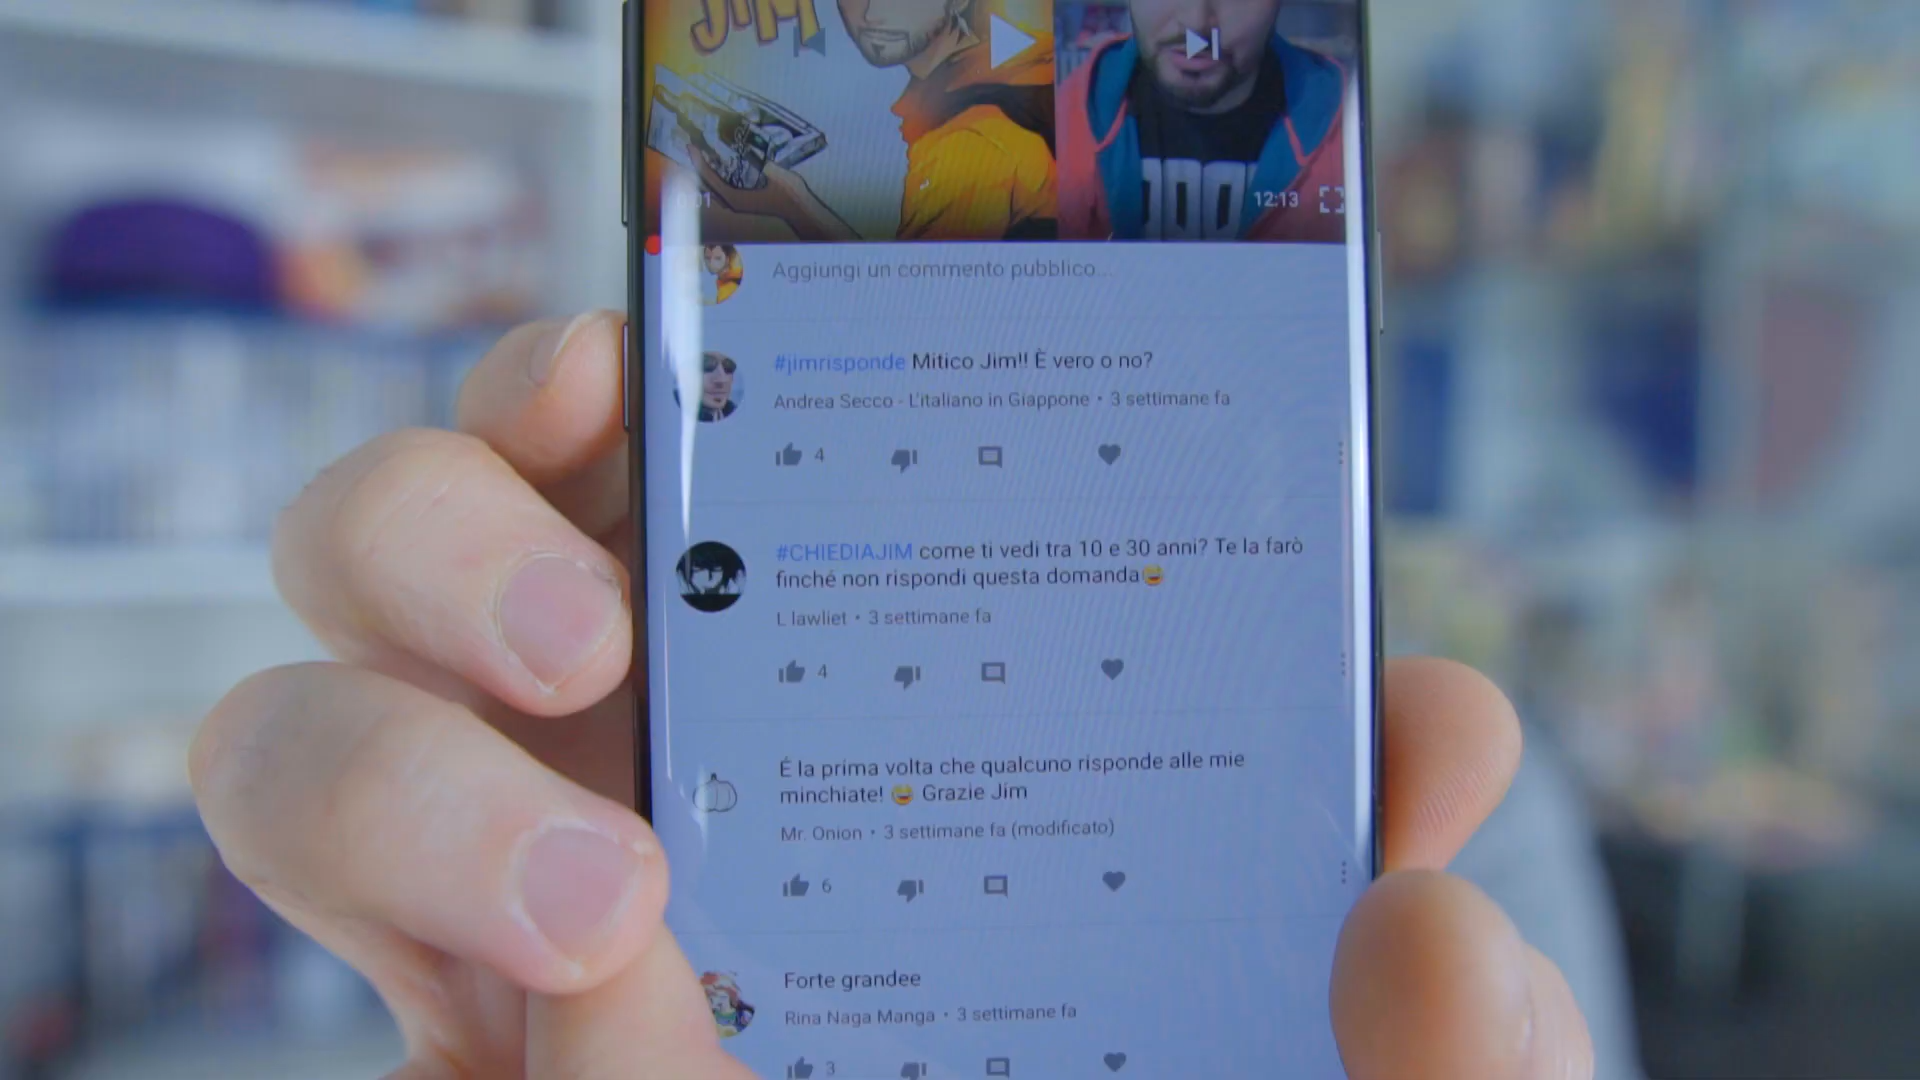 JIM
12:13
Aggiungi un commento pubblico...
#jimrisponde Mitico Jim!! È vero o no?
Andrea Secco - L'italiano in Giappone • 3 settimane fa
4
#CHIEDIAJIM come ti vedi tra 10 e 30 anni? Te la farò
finché non rispondi questa domanda😅
L lawliet • 3 settimane fa
4
É la prima volta che qualcuno risponde alle mie
minchiate! 😅 Grazie Jim
Mr. Onion • 3 settimane fa (modificato)
6
Forte grandee
Rina Naga Manga • 3 settimane fa
3